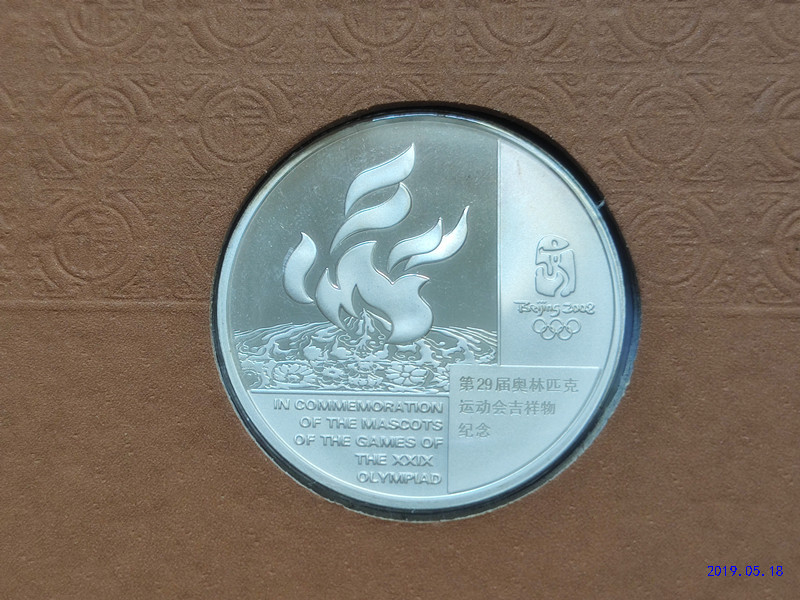 Beijing 2008
第29届奥林匹克
运动会吉祥物
纪念
IN COMMEMORATION
OF THE MASCOTS
OF THE GAMES OF
THE XXIX
OLYMPIAD
2019.05.18